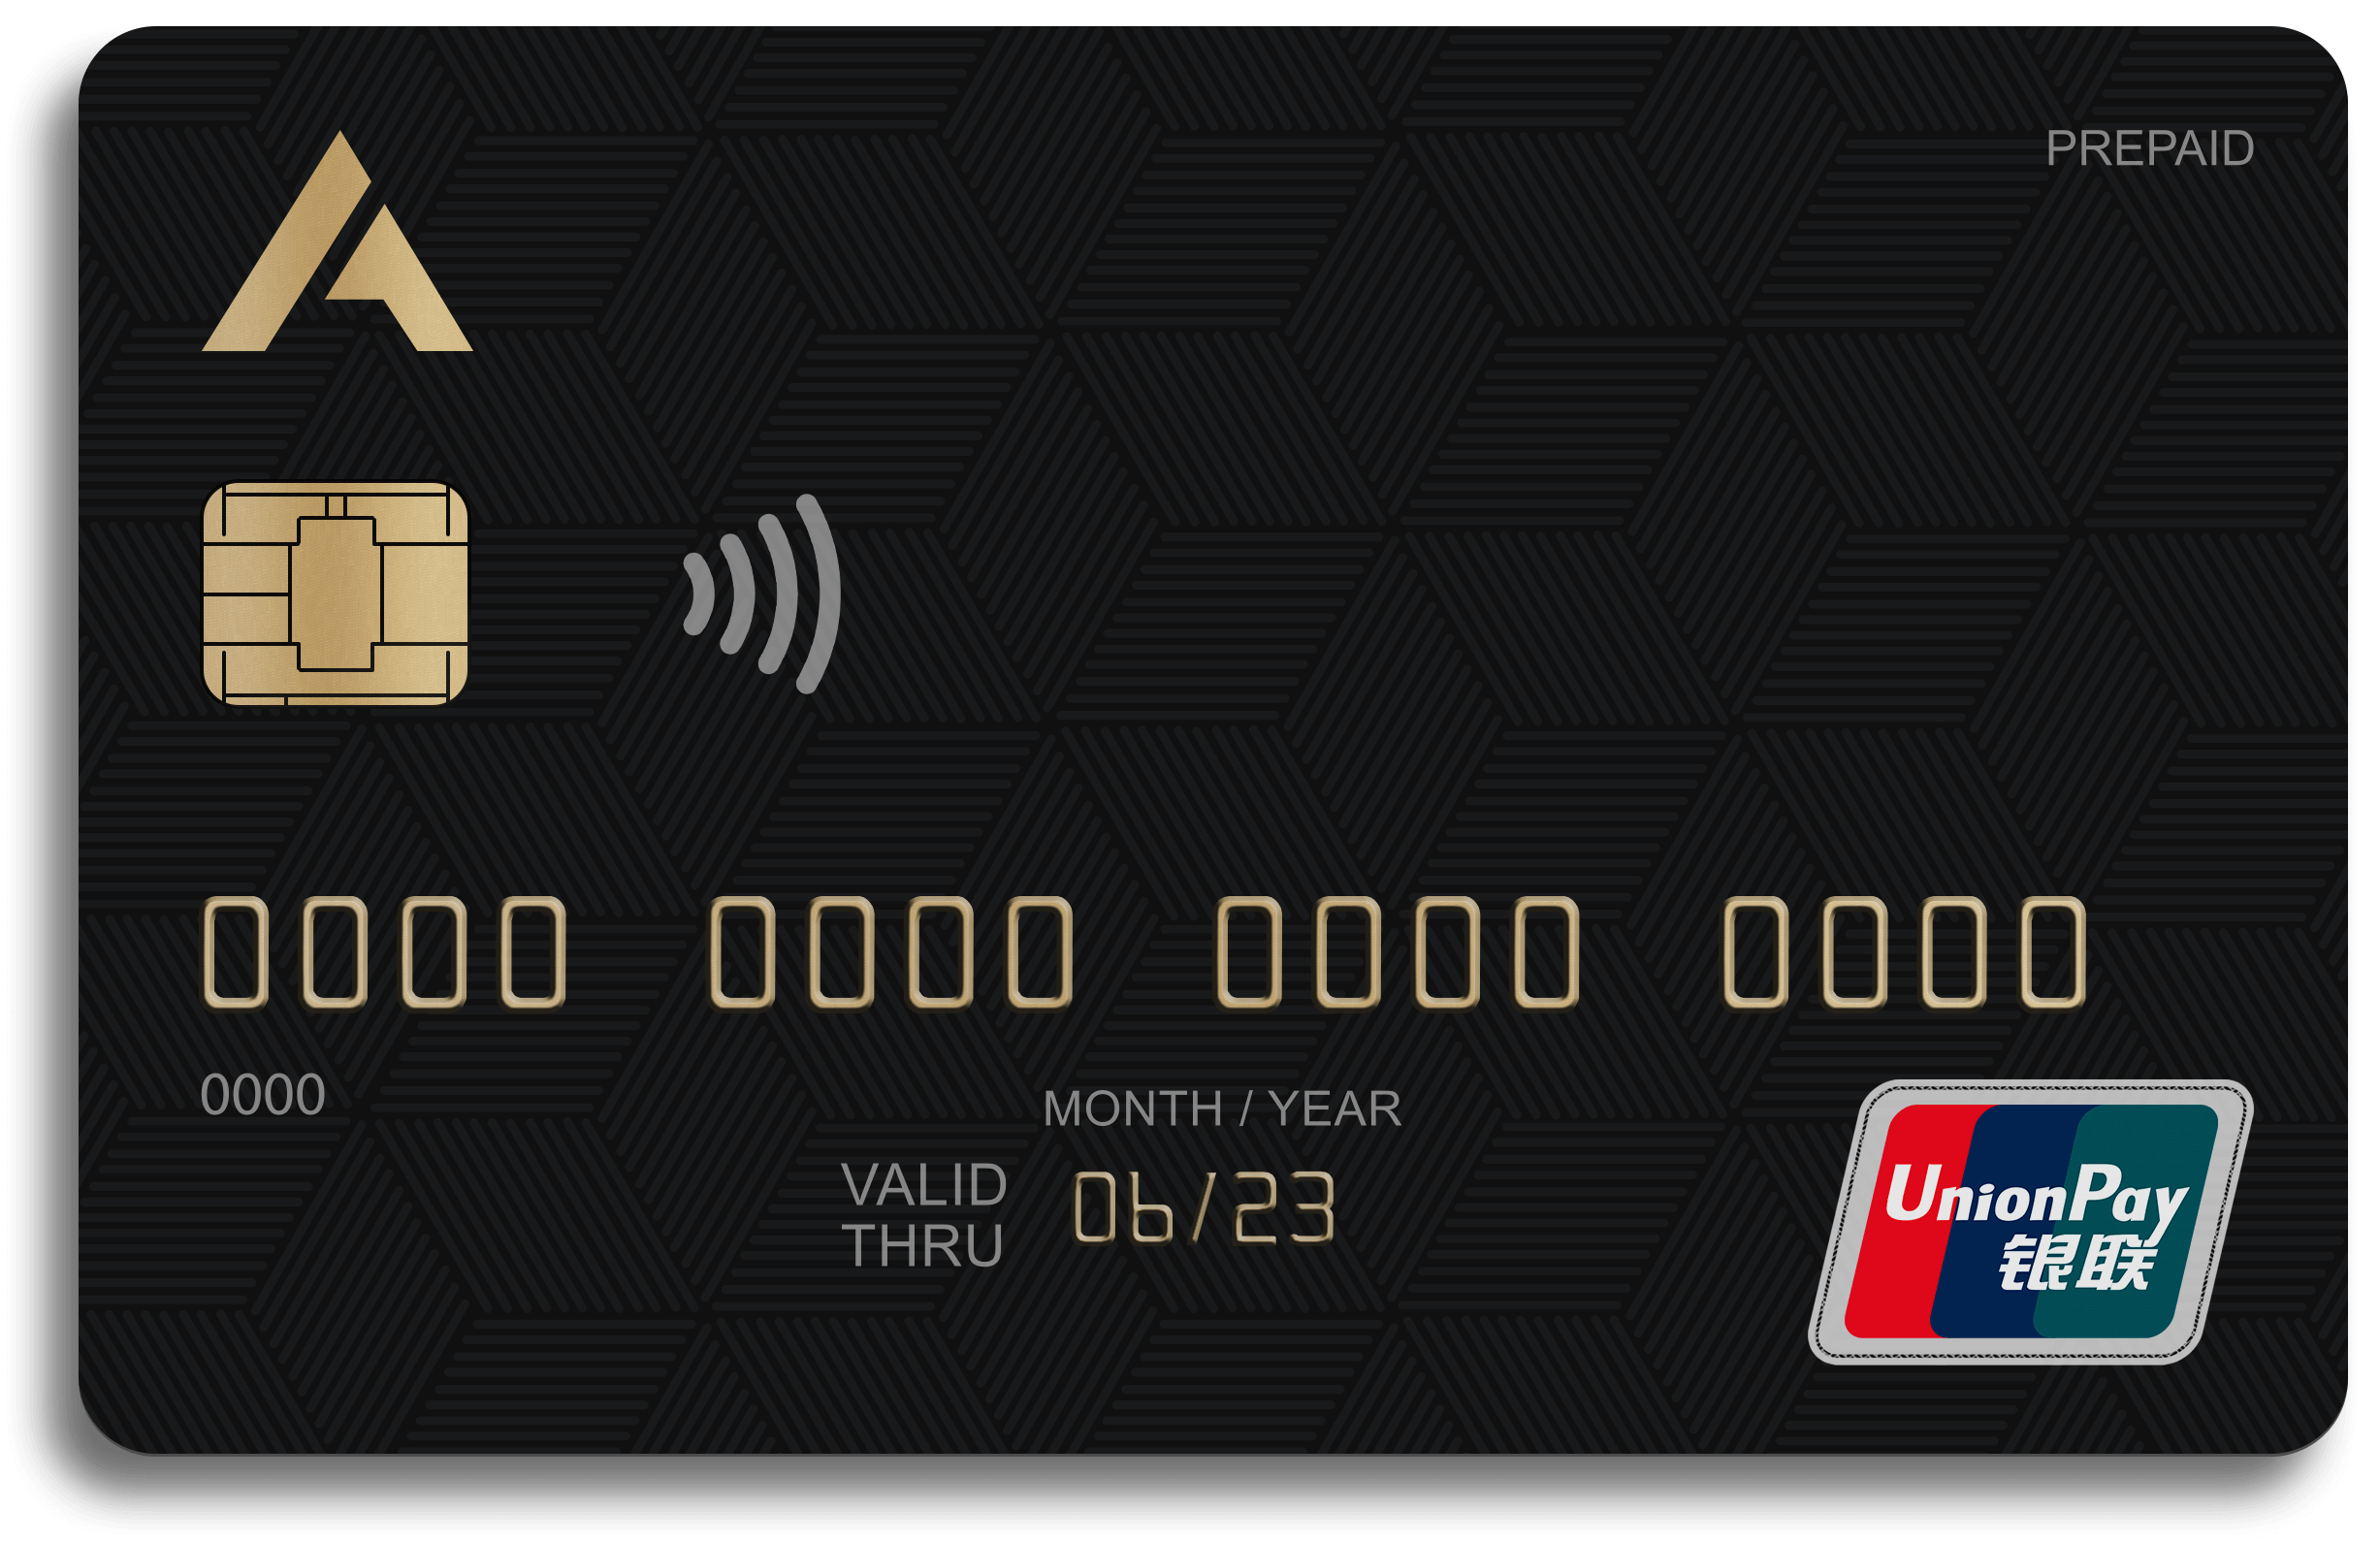 PREPAID
0000 0000 0000 0000
0000
MONTH / YEAR
VALID
THRU
06/23
UnionPay
银联